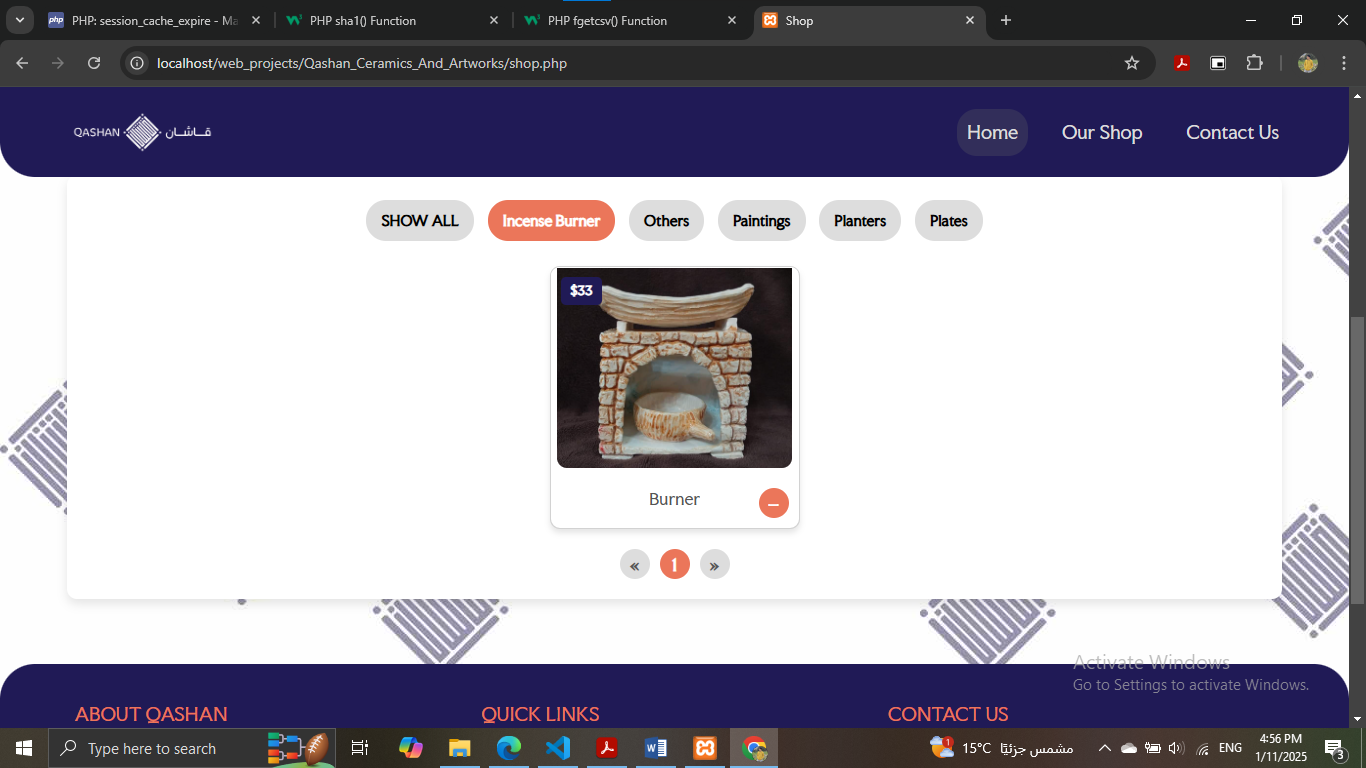 php
PHP: session_cache_expire - Ma
PHP sha1() Function
PHP fgetcsv() Function
Shop
localhost/web_projects/Qashan_Ceramics_And_Artworks/shop.php
QASHAN قـاشـان
Home
Our Shop
Contact Us
SHOW ALL
Incense Burner
Others
Paintings
Planters
Plates
$33
Burner
–
«
1
»
Activate Windows
Go to Settings to activate Windows.
ABOUT QASHAN
QUICK LINKS
CONTACT US
Type here to search
1
15°C مشمس جزئيًا
ENG
4:56 PM
1/11/2025
3